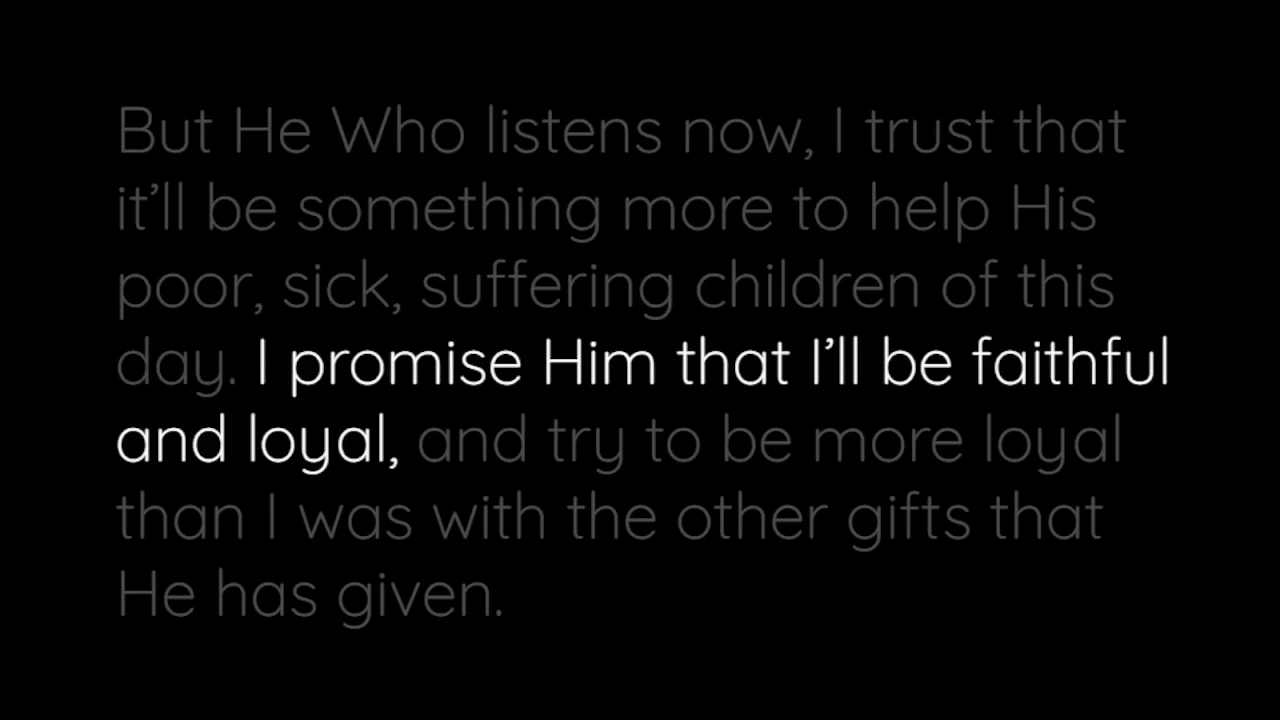 But He Who listens now, I trust that
it’ll be something more to help His
poor, sick, suffering children of this
day. I promise Him that I’ll be faithful
and loyal, and try to be more loyal
than I was with the other gifts that
He has given.